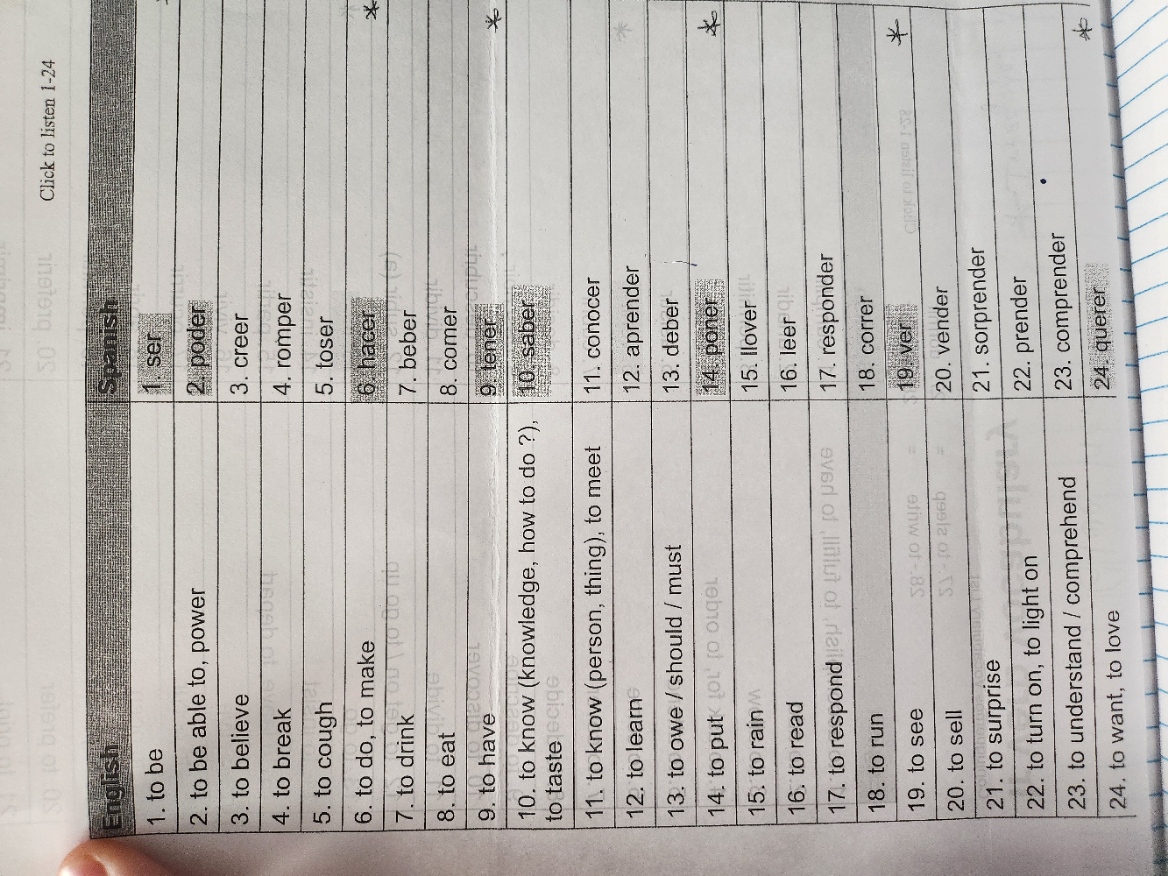 Click to listen 1-24
English Spanish
1. to be 1. ser
2. to be able to, power 2. poder
3. to believe 3. creer
4. to break 4. romper
5. to cough 5. toser
6. to do, to make 6. hacer
7. to drink 7. beber
8. to eat 8. comer
9. to have 9. tener
10. to know (knowledge, how to do ?), 10. saber
to taste
11. to know (person, thing), to meet 11. conocer
12. to learn 12. aprender
13. to owe / should / must 13. deber
14. to put 14. poner
15. to rain 15. llover
16. to read 16. leer
17. to respond 17. responder
18. to run 18. correr
19. to see 19. ver
20. to sell 20. vender
21. to surprise 21. sorprender
22. to turn on, to light on 22. prender
23. to understand / comprehend 23. comprender
24. to want, to love 24. querer